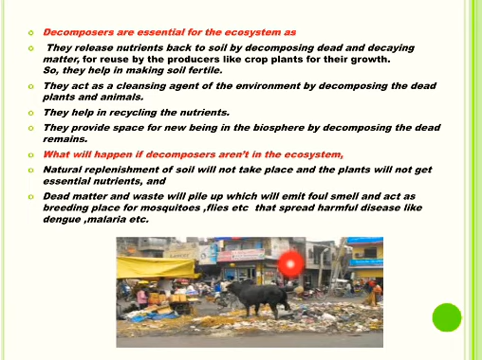 Decomposers are essential for the ecosystem as
They release nutrients back to soil by decomposing dead and decaying
matter, for reuse by the producers like crop plants for their growth.
So, they help in making soil fertile.
They act as a cleansing agent of the environment by decomposing the dead
plants and animals.
They help in recycling the nutrients.
They provide space for new being in the biosphere by decomposing the dead
remains.
What will happen if decomposers aren't in the ecosystem,
Natural replenishment of soil will not take place and the plants will not get
essential nutrients, and
Dead matter and waste will pile up which will emit foul smell and act as
breeding place for mosquitoes ,flies etc that spread harmful disease like
dengue ,malaria etc.